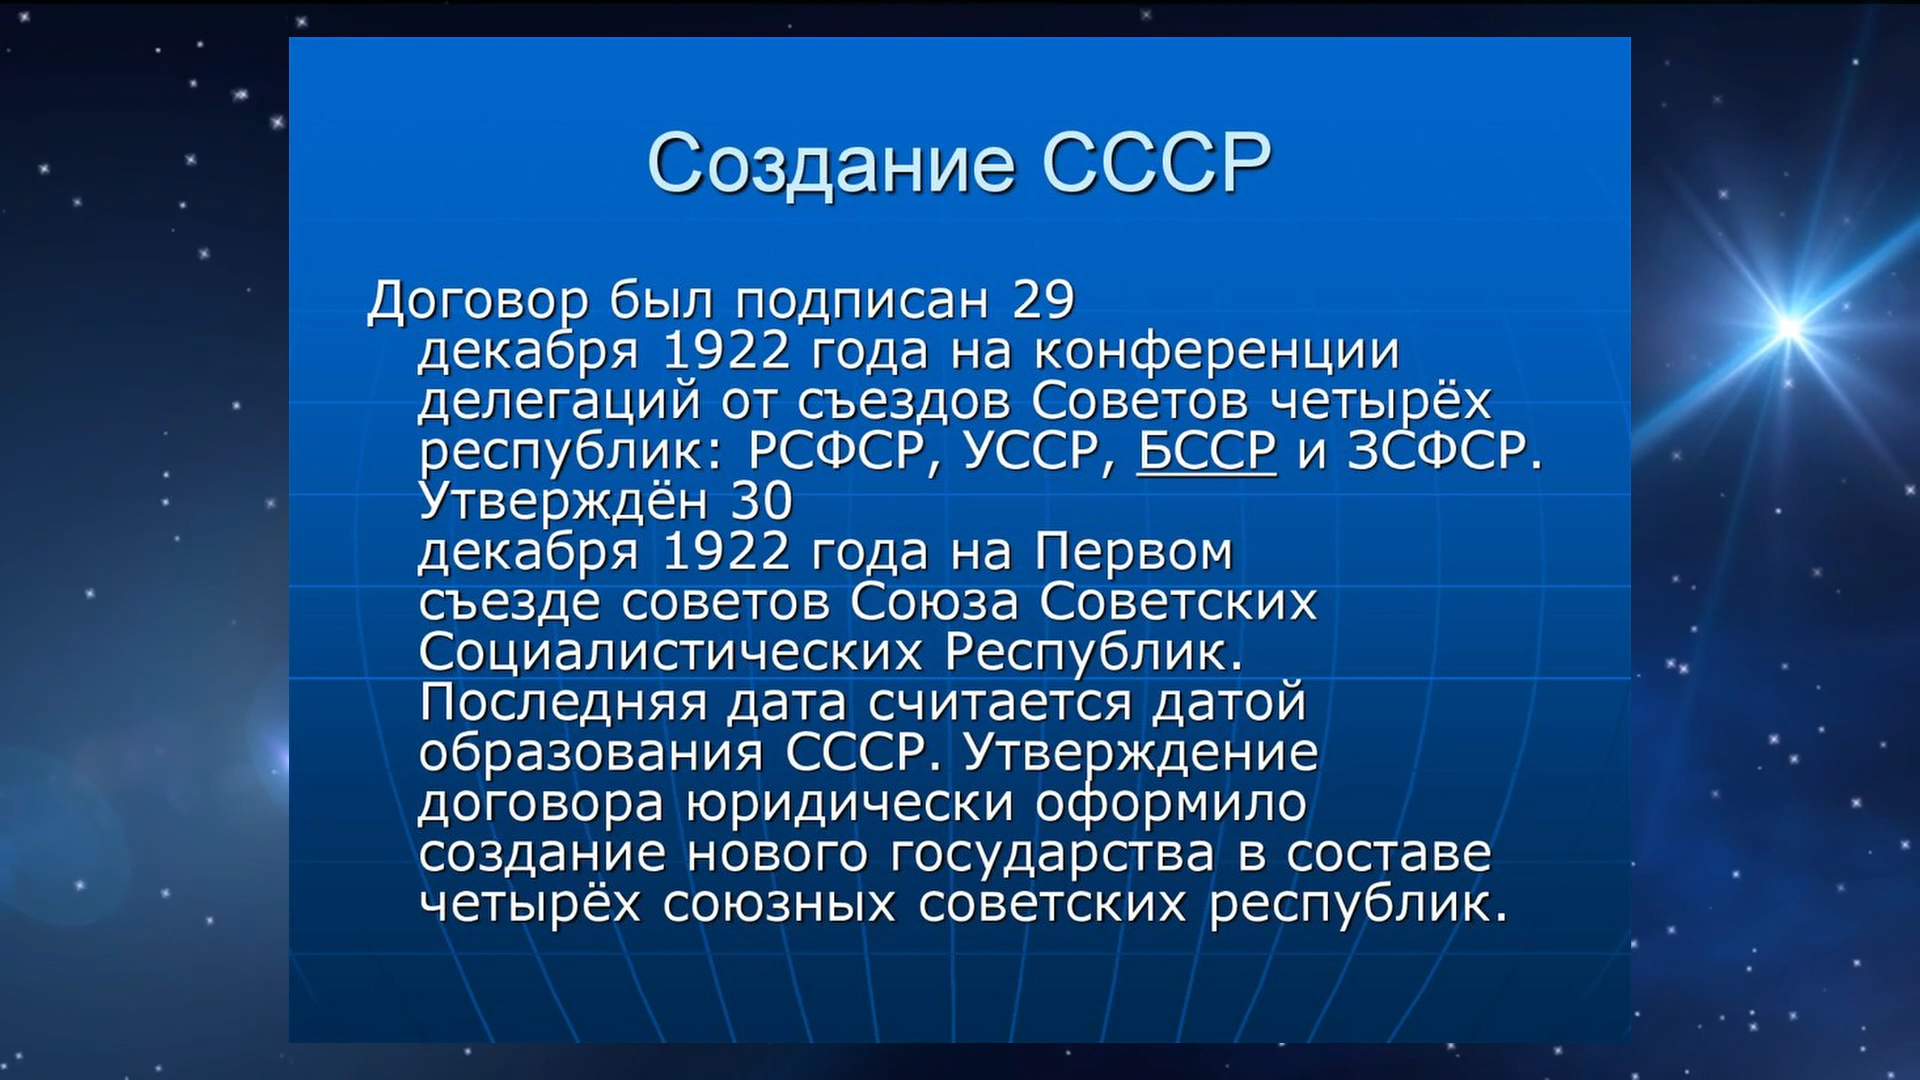 Создание СССР
Договор был подписан 29
декабря 1922 года на конференции
делегаций от съездов Советов четырёх
республик: РСФСР, УССР, БССР и ЗСФСР.
Утверждён 30
декабря 1922 года на Первом
съезде советов Союза Советских
Социалистических Республик.
Последняя дата считается датой
образования СССР. Утверждение
договора юридически оформило
создание нового государства в составе
четырёх союзных советских республик.